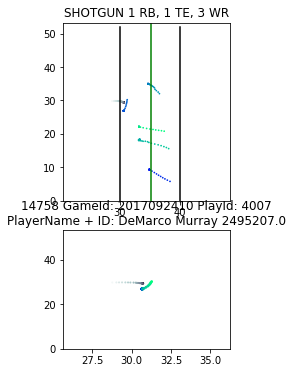 SHOTGUN 1 RB, 1 TE, 3 WR
50
40
30
20
10
0
30 40
14758 GameId: 2017092410 PlayId: 4007
PlayerName + ID: DeMarco Murray 2495207.0
40
20
0
27.5 30.0 32.5 35.0